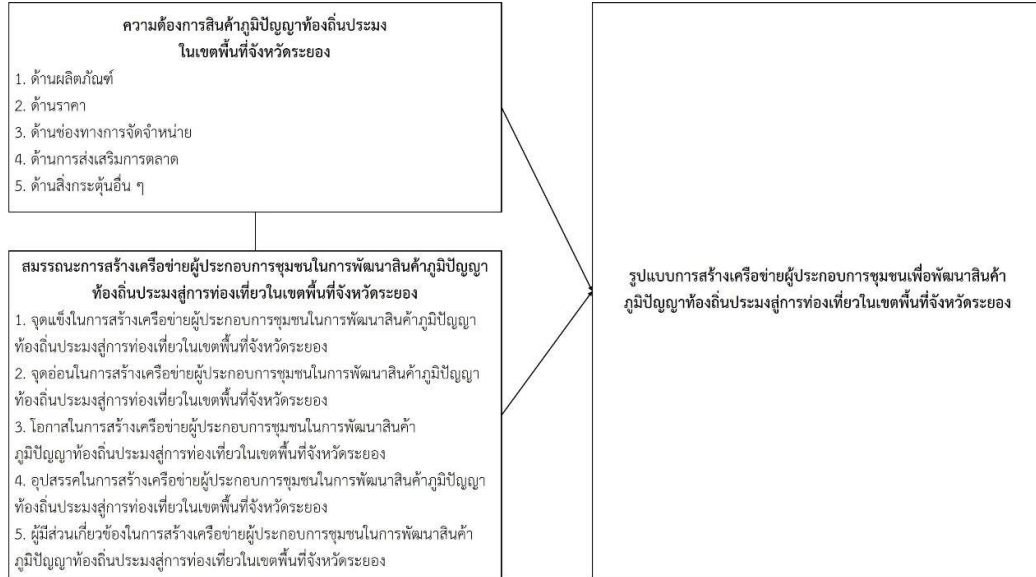 ความต้องการสินค้าภูมิปัญญาท้องถิ่นประมง
ในเขตพื้นที่จังหวัดระยอง
1. ด้านผลิตภัณฑ์
2. ด้านราคา
3. ด้านช่องทางการจัดจำหน่าย
4. ด้านการส่งเสริมการตลาด
5. ด้านสิ่งกระตุ้นอื่น ๆ
สมรรถนะการสร้างเครือข่ายผู้ประกอบการชุมชนในการพัฒนาสินค้าภูมิปัญญา
ท้องถิ่นประมงสู่การท่องเที่ยวในเขตพื้นที่จังหวัดระยอง
1. จุดแข็งในการสร้างเครือข่ายผู้ประกอบการชุมชนในการพัฒนาสินค้าภูมิปัญญา
ท้องถิ่นประมงสู่การท่องเที่ยวในเขตพื้นที่จังหวัดระยอง
2. จุดอ่อนในการสร้างเครือข่ายผู้ประกอบการชุมชนในการพัฒนาสินค้าภูมิปัญญา
ท้องถิ่นประมงสู่การท่องเที่ยวในเขตพื้นที่จังหวัดระยอง
3. โอกาสในการสร้างเครือข่ายผู้ประกอบการชุมชนในการพัฒนาสินค้า
ภูมิปัญญาท้องถิ่นประมงสู่การท่องเที่ยวในเขตพื้นที่จังหวัดระยอง
4. อุปสรรคในการสร้างเครือข่ายผู้ประกอบการชุมชนในการพัฒนาสินค้าภูมิปัญญา
ท้องถิ่นประมงสู่การท่องเที่ยวในเขตพื้นที่จังหวัดระยอง
5. ผู้มีส่วนเกี่ยวข้องในการสร้างเครือข่ายผู้ประกอบการชุมชนในการพัฒนาสินค้า
ภูมิปัญญาท้องถิ่นประมงสู่การท่องเที่ยวในเขตพื้นที่จังหวัดระยอง
รูปแบบการสร้างเครือข่ายผู้ประกอบการชุมชนเพื่อพัฒนาสินค้า
ภูมิปัญญาท้องถิ่นประมงสู่การท่องเที่ยวในเขตพื้นที่จังหวัดระยอง